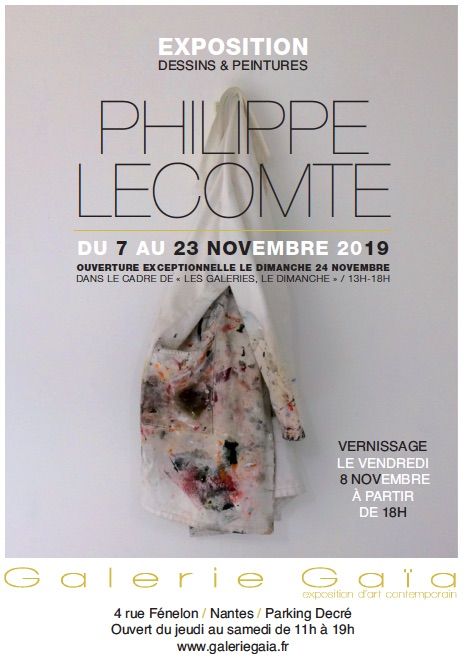 EXPOSITION
DESSINS & PEINTURES
PHILIPPE
LECOMTE
DU 7 AU 23 NOVEMBRE 2019
OUVERTURE EXCEPTIONNELLE LE DIMANCHE 24 NOVEMBRE
DANS LE CADRE DE « LES GALERIES, LE DIMANCHE » / 13H-18H
VERNISSAGE
LE VENDREDI
8 NOVEMBRE
À PARTIR
DE 18H
Galerie Gaïa
exposition d'art contemporain
4 rue Fénelon / Nantes / Parking Decré
Ouvert du jeudi au samedi de 11h à 19h
www.galeriegaia.fr